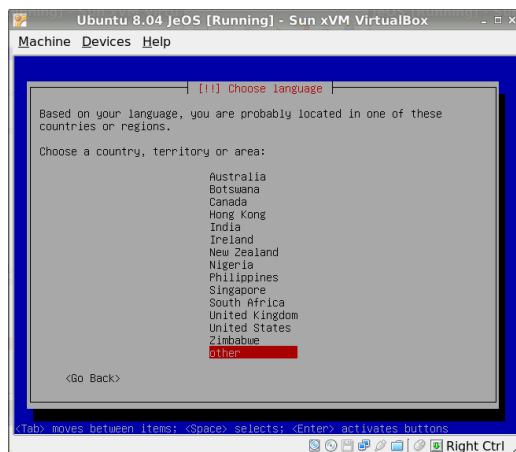 Ubuntu 8.04 JeOS [Running] - Sun xVM VirtualBox
Machine Devices Help
[!!] Choose language
Based on your language, you are probably located in one of these
countries or regions.
Choose a country, territory or area:
Australia
Botswana
Canada
Hong Kong
India
Ireland
New Zealand
Nigeria
Philippines
Singapore
South Africa
United Kingdom
United States
Zimbabwe
other
<Go Back>
<Tab> moves between items; <Space> selects; <Enter> activates buttons
Right Ctrl